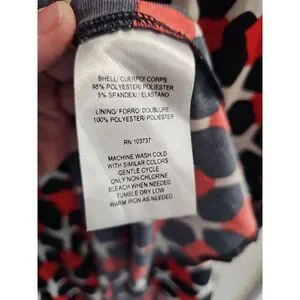 SHELL/ CUERPO/ CORPS
95% POLYESTER/ POLIESTER
5% SPANDEX/ ELASTANO
LINING/ FORRO/ DOUBLURE
100% POLYESTER/ POLIESTER
RN 103737
MACHINE WASH COLD
WITH SIMILAR COLORS
GENTLE CYCLE
ONLY NON-CHLORINE
BLEACH WHEN NEEDED
TUMBLE DRY LOW
WARM IRON AS NEEDED